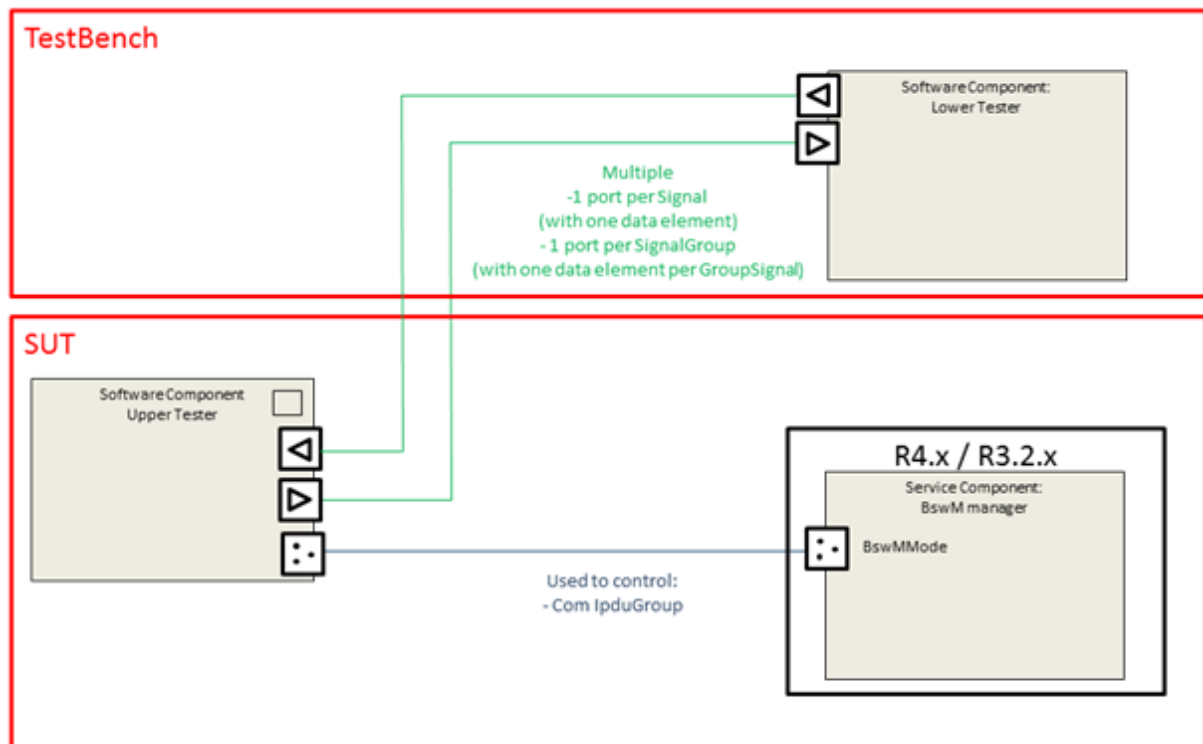 TestBench
Software Component:
Lower Tester
Multiple
-1 port per Signal
(with one data element)
- 1 port per SignalGroup
(with one data element per GroupSignal)
SUT
Software Component
Upper Tester
R4.x / R3.2.x
Service Component:
BswM manager
BswMMode
Used to control:
- Com IpduGroup